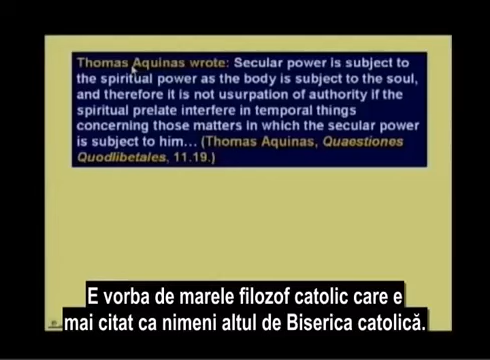 Thomas Aquinas wrote: Secular power is subject to
the spiritual power as the body is subject to the soul,
and therefore it is not usurpation of authority if the
spiritual prelate interfere in temporal things
concerning those matters in which the secular power
is subject to him... (Thomas Aquinas, Quaestiones
Quodlibetales, 11.19.)
E vorba de marele filozof catolic care e
mai citat ca nimeni altul de Biserica catolică.